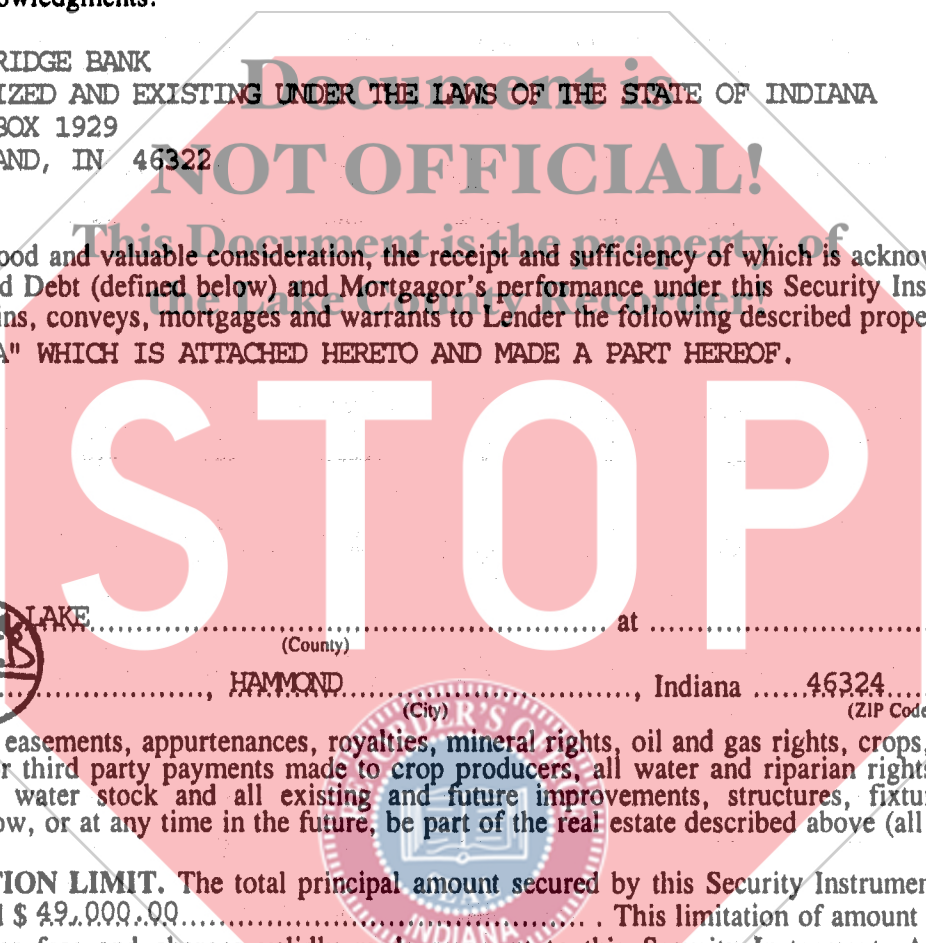 owledgments.
RIDGE BANK
IZED AND EXISTING UNDER THE LAWS OF THE STATE OF INDIANA
BOX 1929
AND, IN 46322
Document is
NOT OFFICIAL!
This Document is the property of
the Lake County Recorder!
ood and valuable consideration, the receipt and sufficiency of which is acknow
d Debt (defined below) and Mortgagor's performance under this Security Ins
ins, conveys, mortgages and warrants to Lender the following described prope
A" WHICH IS ATTACHED HERETO AND MADE A PART HEREOF.
STOP
LAKE at
(County)
, HAMMOND , Indiana 46324
(City) (ZIP Code
easements, appurtenances, royalties, mineral rights, oil and gas rights, crops,
r third party payments made to crop producers, all water and riparian rights
water stock and all existing and future improvements, structures, fixtu
ow, or at any time in the future, be part of the real estate described above (all
TION LIMIT. The total principal amount secured by this Security Instrumen
$ 49,000.00 . This limitation of amount
INDIANA